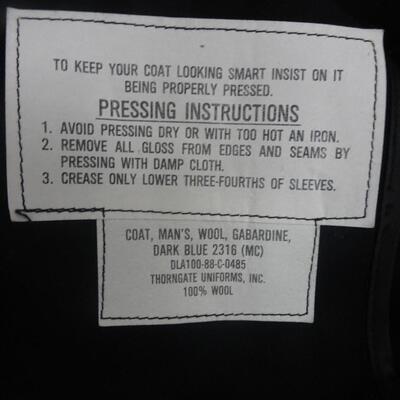 TO KEEP YOUR COAT LOOKING SMART INSIST ON IT
BEING PROPERLY PRESSED.
PRESSING INSTRUCTIONS
1. AVOID PRESSING DRY OR WITH TOO HOT AN IRON.
2. REMOVE ALL GLOSS FROM EDGES AND SEAMS BY
PRESSING WITH DAMP CLOTH.
3. CREASE ONLY LOWER THREE-FOURTHS OF SLEEVES.
COAT, MAN'S, WOOL, GABARDINE,
DARK BLUE 2316 (MC)
DLA100-88-C-0485
THORNGATE UNIFORMS, INC.
100% WOOL